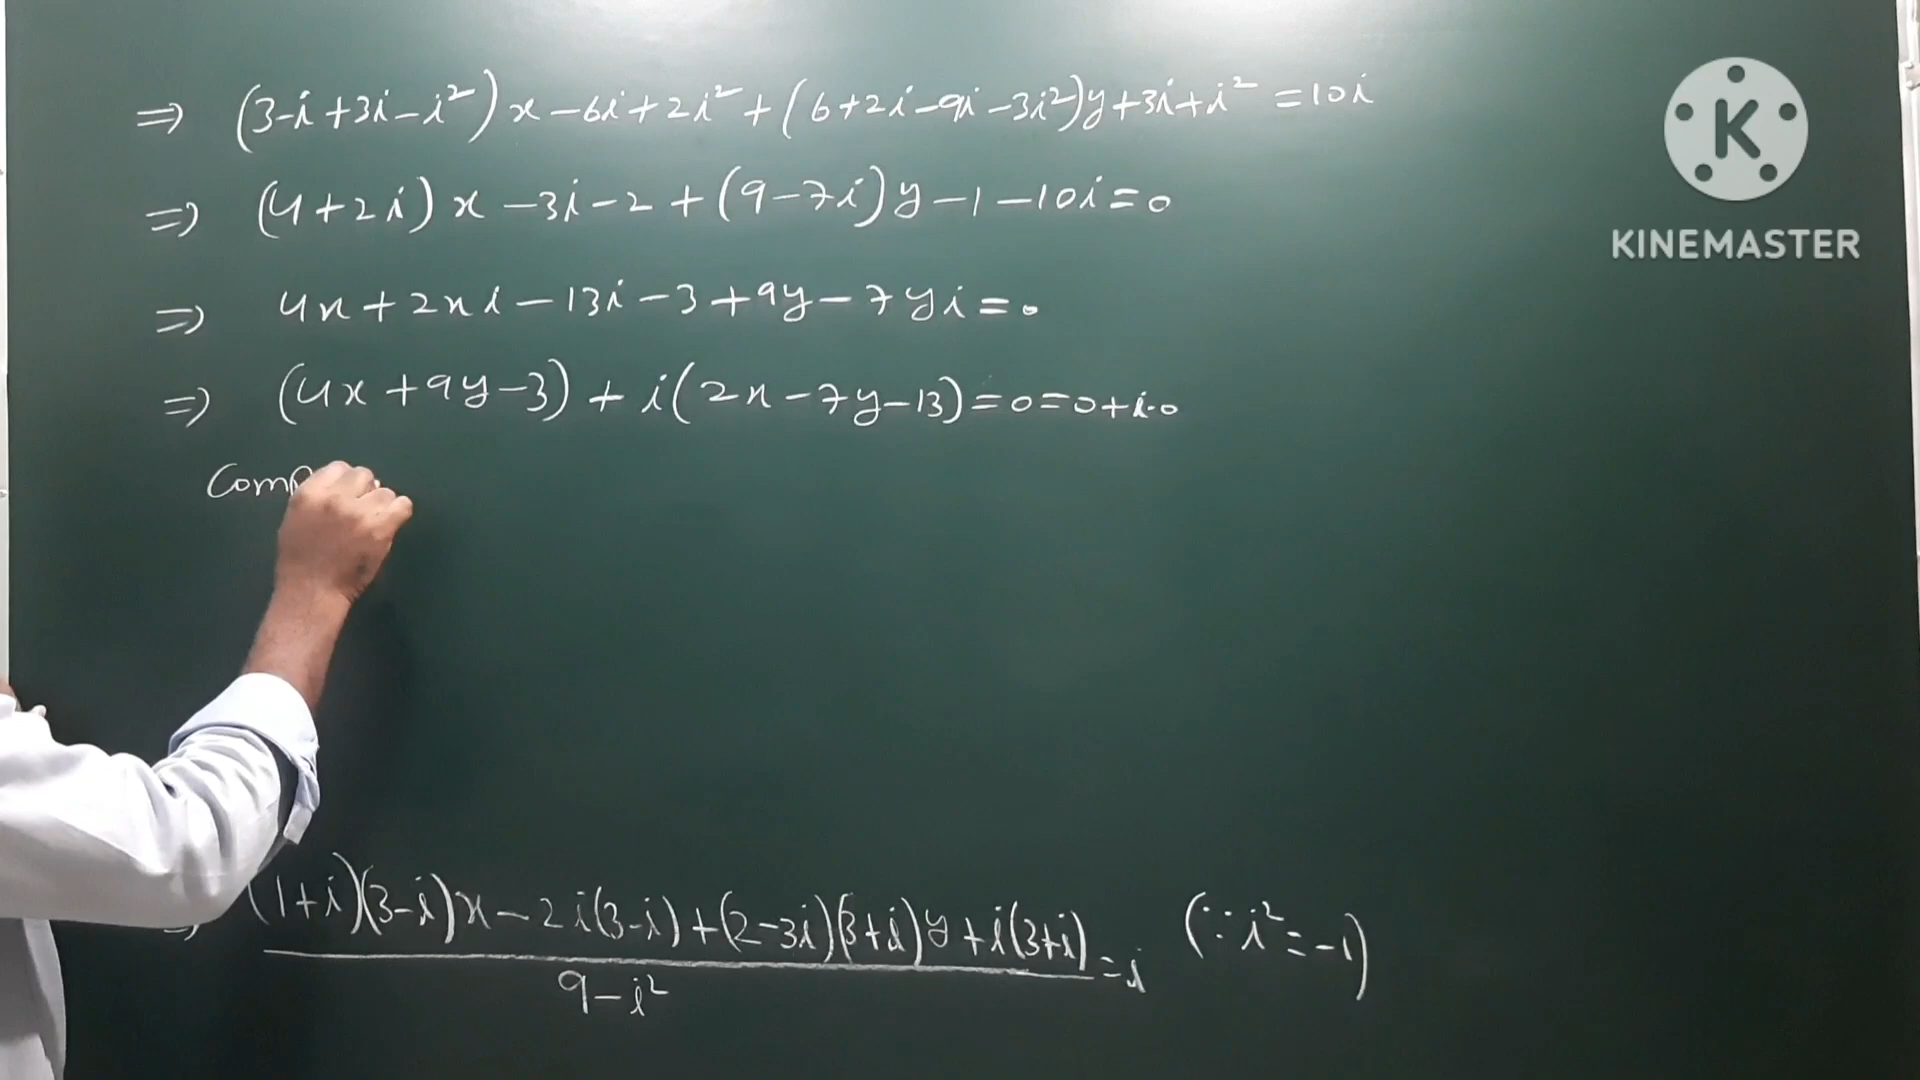 ⇒ (3-i+3i-i²)x-6i+2i²+(6+2i-9i-3i²)y+3i+i²=10i
⇒ (4+2i)x-3i-2+(9-7i)y-1-10i=0
⇒ 4x+2xi-13i-3+9y-7yi=0
⇒ (4x+9y-3)+i(2x-7y-13)=0=0+i·0
Comp
⇒ (1+i)(3-i)x-2i(3-i)+(2-3i)(3+i)y+i(3+i)/9-i²=i (∵i²=-1)
K
KINEMASTER